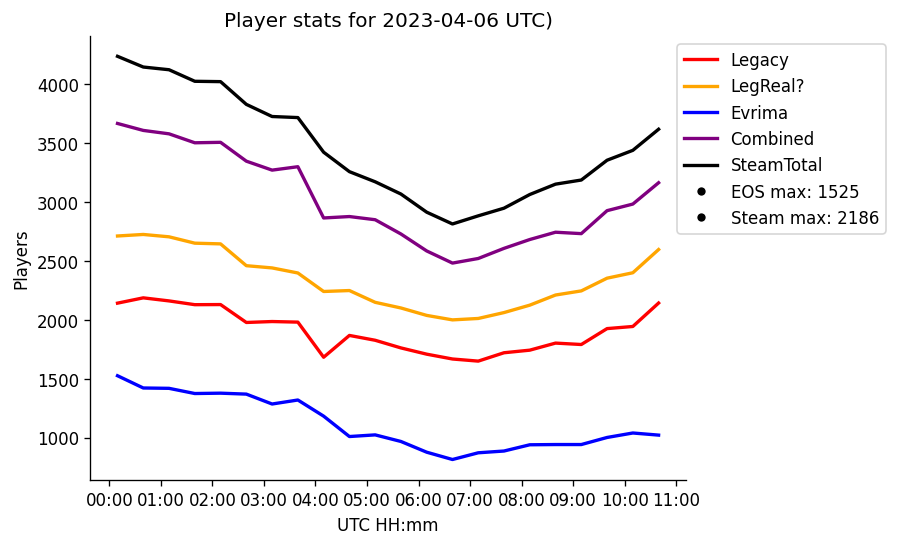 Player stats for 2023-04-06 UTC)
Players
4000
3500
3000
2500
2000
1500
1000
00:00 01:00 02:00 03:00 04:00 05:00 06:00 07:00 08:00 09:00 10:00 11:00
UTC HH:mm
Legacy
LegReal?
Evrima
Combined
SteamTotal
EOS max: 1525
Steam max: 2186